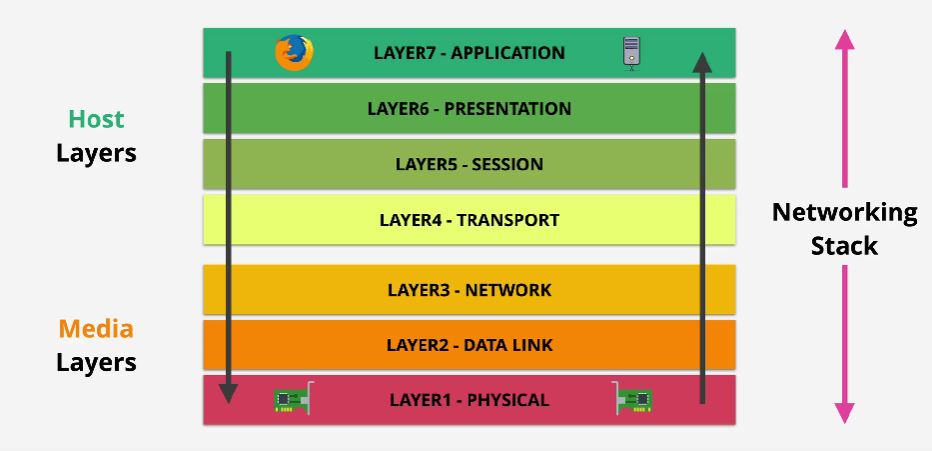 LAYER7 - APPLICATION
LAYER6 - PRESENTATION
Host
Layers
LAYER5 - SESSION
LAYER4 - TRANSPORT
Networking
Stack
LAYER3 - NETWORK
Media
Layers
LAYER2 - DATA LINK
LAYER1 - PHYSICAL